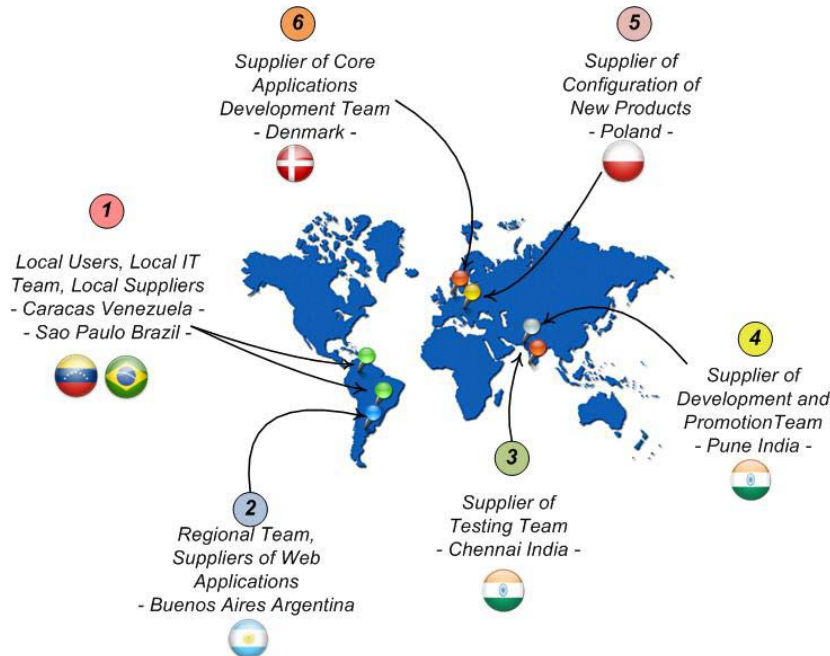 6
Supplier of Core
Applications
Development Team
- Denmark -
5
Supplier of
Configuration of
New Products
- Poland -
1
Local Users, Local IT
Team, Local Suppliers
- Caracas Venezuela -
- Sao Paulo Brazil -
4
Supplier of
Development and
PromotionTeam
- Pune India -
3
Supplier of
Testing Team
- Chennai India -
2
Regional Team,
Suppliers of Web
Applications
- Buenos Aires Argentina